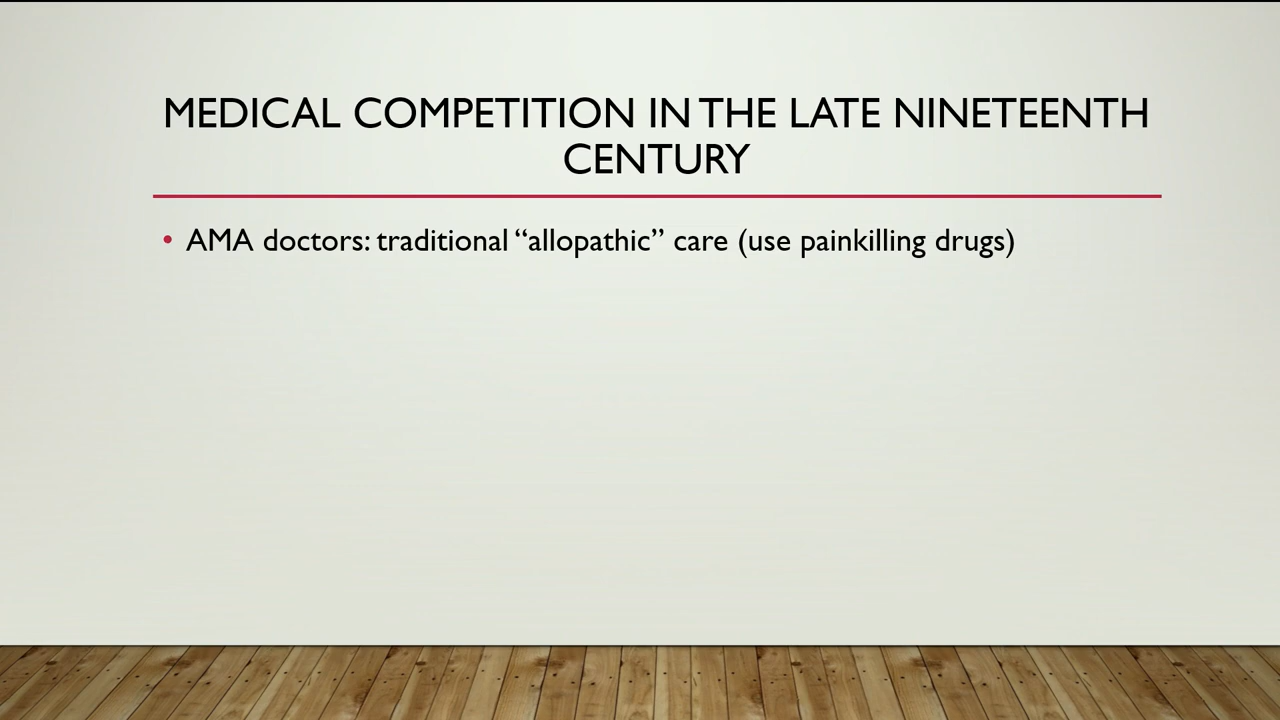 MEDICAL COMPETITION IN THE LATE NINETEENTH
CENTURY
• AMA doctors: traditional “allopathic” care (use painkilling drugs)